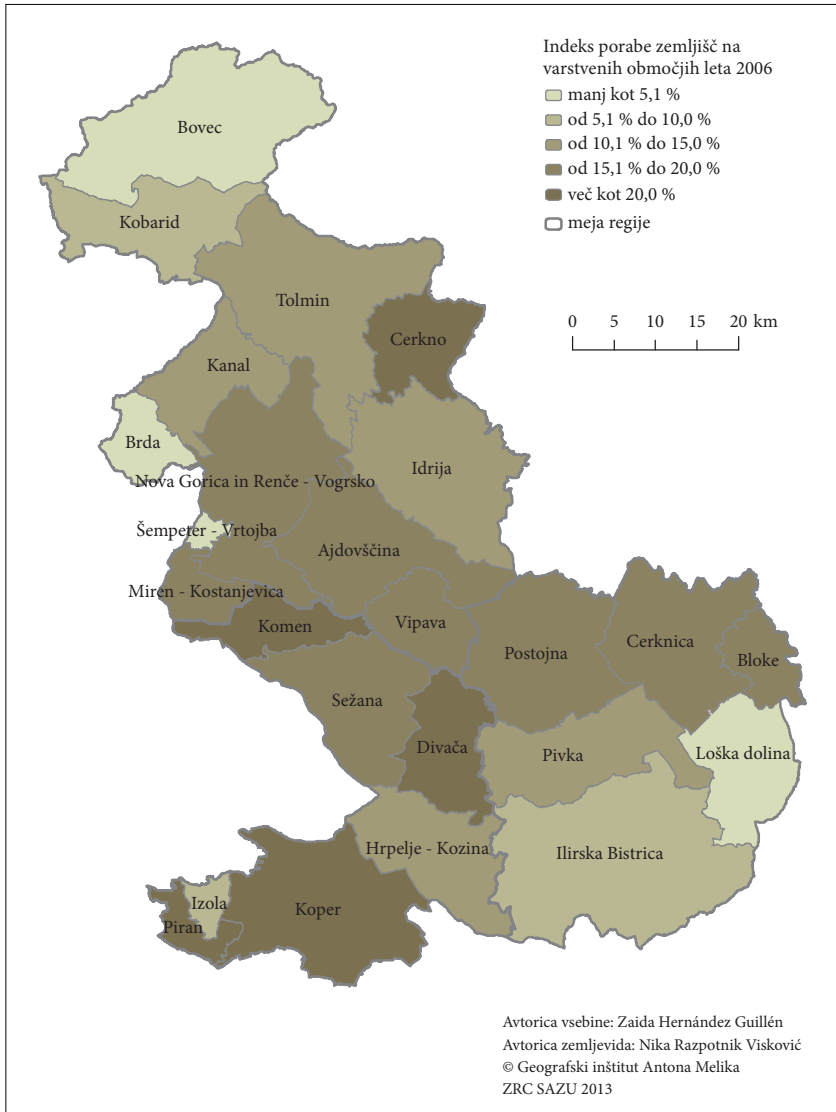 Indeks porabe zemljišč na
varstvenih območjih leta 2006
manj kot 5,1 %
od 5,1 % do 10,0 %
od 10,1 % do 15,0 %
od 15,1 % do 20,0 %
več kot 20,0 %
meja regije
0 5 10 15 20 km
Bovec
Kobarid
Tolmin
Cerkno
Kanal
Brda
Idrija
Nova Gorica in Renče - Vogrsko
Šempeter - Vrtojba
Ajdovščina
Miren - Kostanjevica
Komen
Vipava
Postojna
Cerknica
Bloke
Sežana
Divača
Pivka
Loška dolina
Hrpelje - Kozina
Ilirska Bistrica
Izola
Koper
Piran
Avtorica vsebine: Zaida Hernández Guillén
Avtorica zemljevida: Nika Razpotnik Visković
© Geografski inštitut Antona Melika
ZRC SAZU 2013